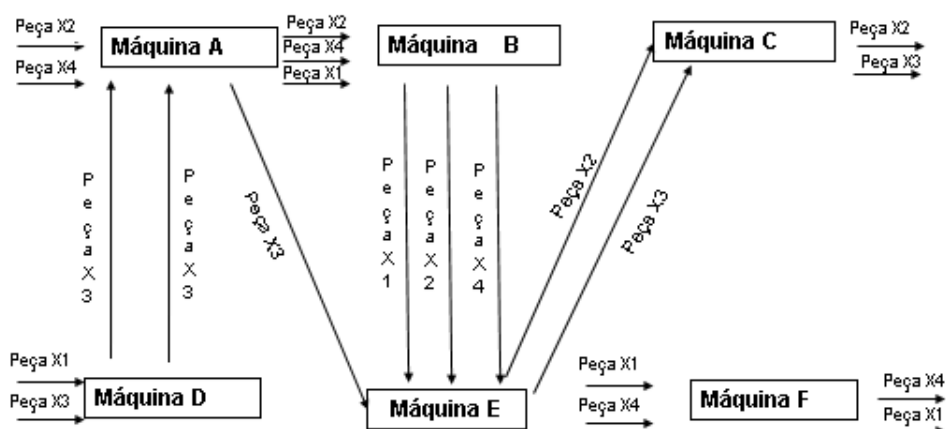 Peça X2
Peça X4
Máquina A
Peça X2
Peça X4
Peça X1
Máquina B
Máquina C
Peça X2
Peça X3
Peça X3
Peça X3
Peça X3
Peça X1
Peça X2
Peça X4
Peça X2
Peça X3
Peça X1
Peça X3
Máquina D
Máquina E
Peça X1
Peça X4
Máquina F
Peça X4
Peça X1